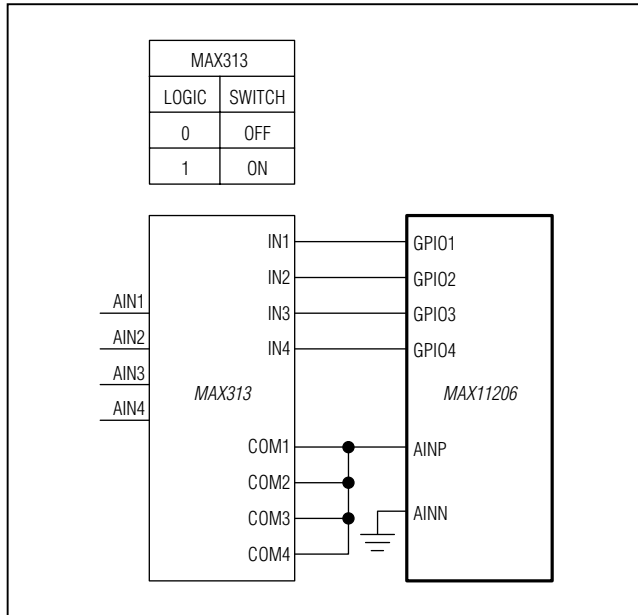 MAX313
LOGIC SWITCH
0 OFF
1 ON
IN1 GPIO1
IN2 GPIO2
AIN1 IN3 GPIO3
AIN2 IN4 GPIO4
AIN3
AIN4
MAX313 MAX11206
COM1 AINP
COM2
COM3 AINN
COM4